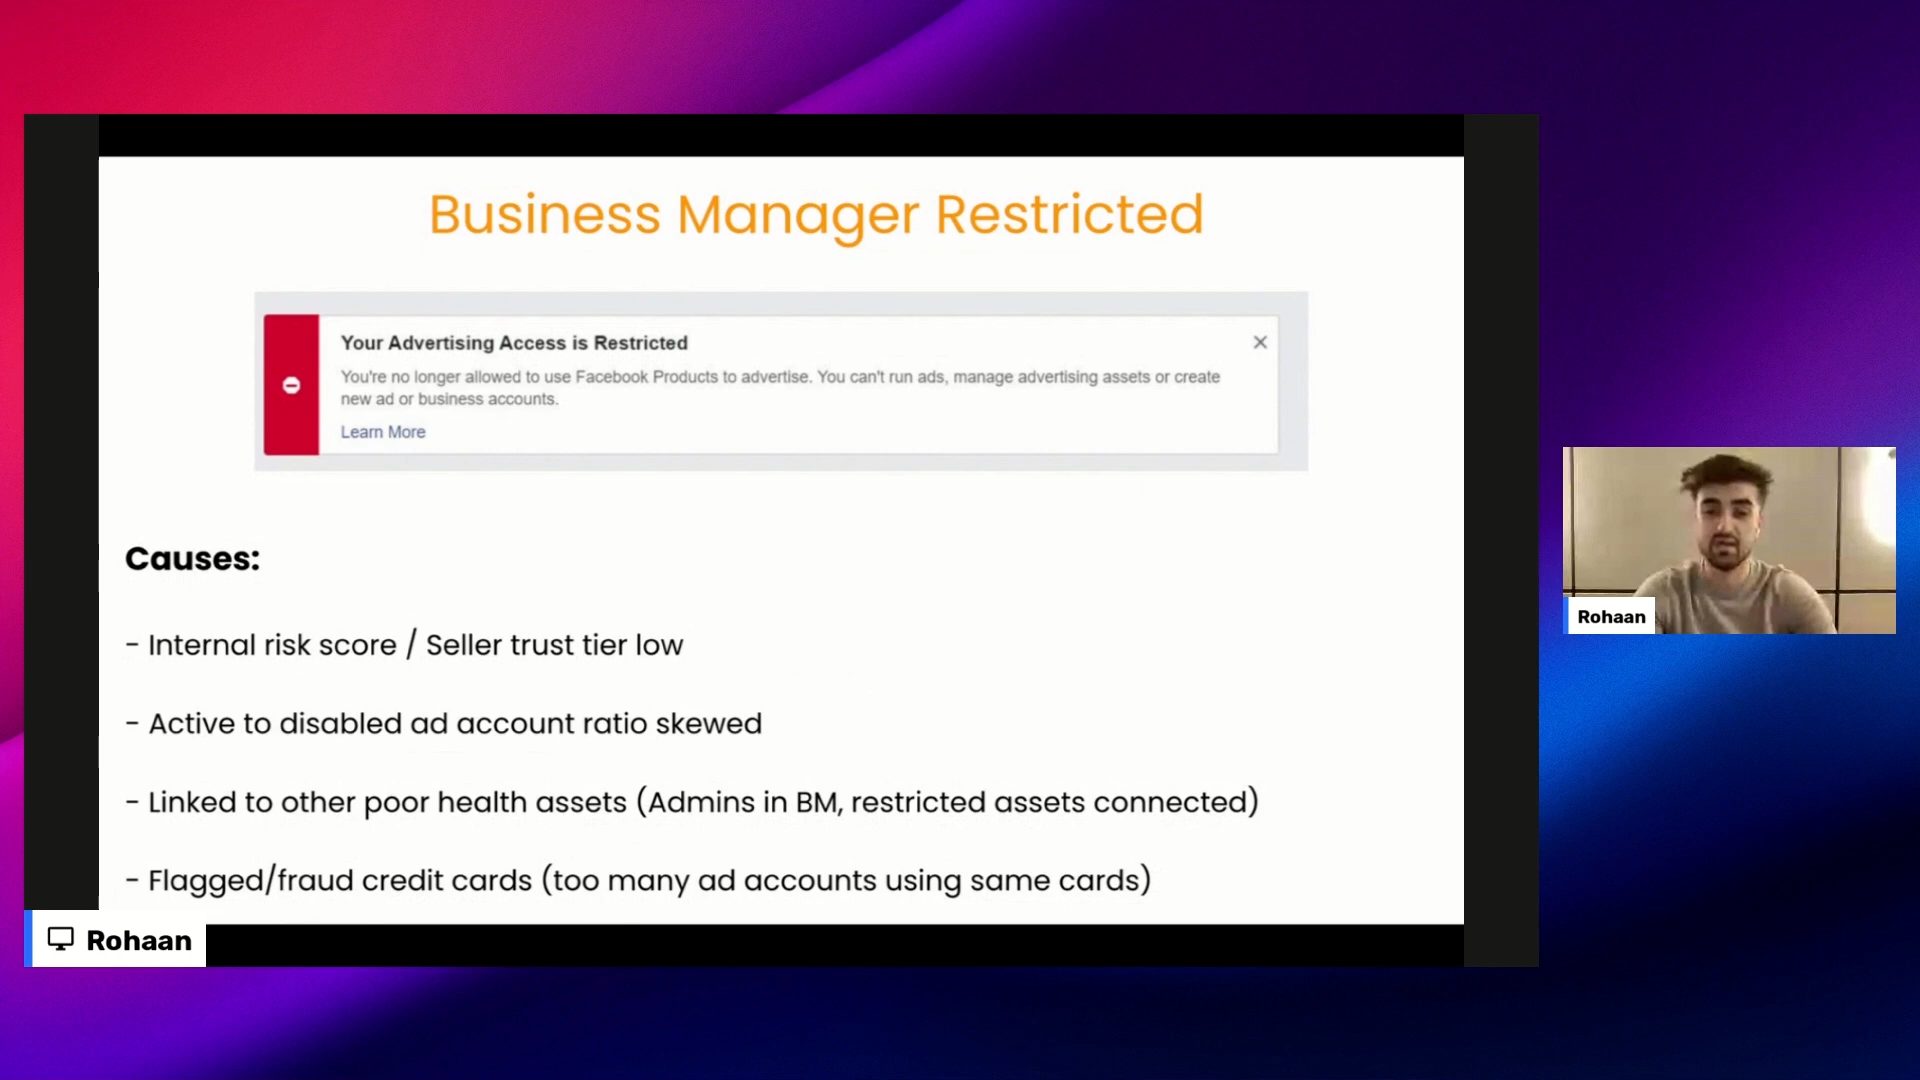 Business Manager Restricted
Your Advertising Access is Restricted
You're no longer allowed to use Facebook Products to advertise. You can't run ads, manage advertising assets or create
new ad or business accounts.
Learn More
Causes:
- Internal risk score / Seller trust tier low
- Active to disabled ad account ratio skewed
- Linked to other poor health assets (Admins in BM, restricted assets connected)
- Flagged/fraud credit cards (too many ad accounts using same cards)
Rohaan
Rohaan